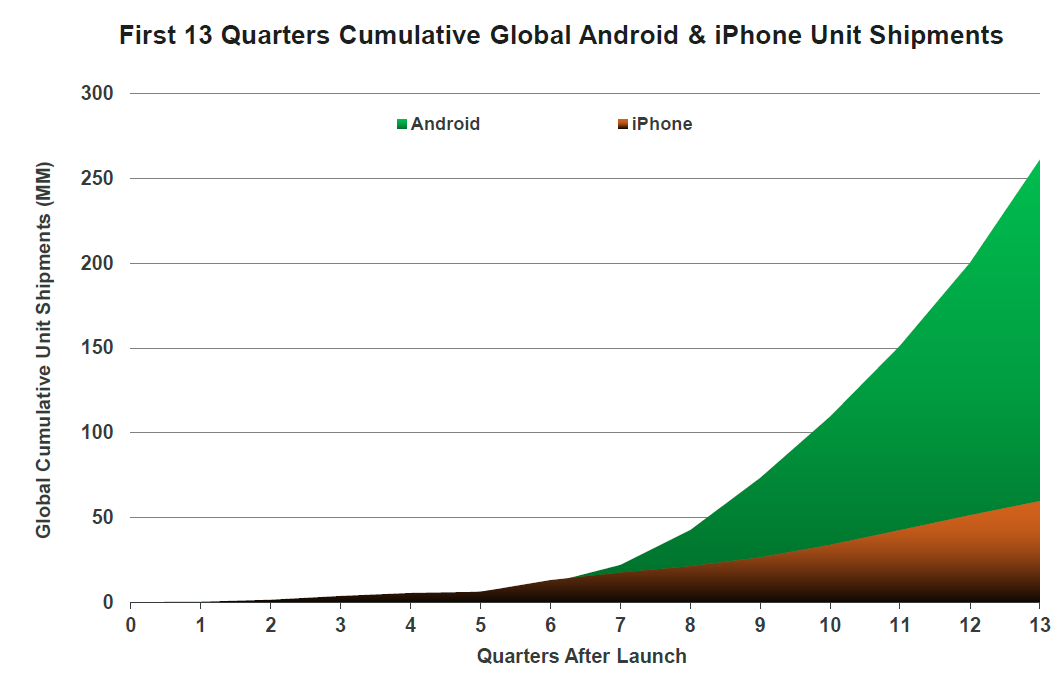 First 13 Quarters Cumulative Global Android & iPhone Unit Shipments
Global Cumulative Unit Shipments (MM)
300
250
200
150
100
50
0
Android iPhone
0 1 2 3 4 5 6 7 8 9 10 11 12 13
Quarters After Launch